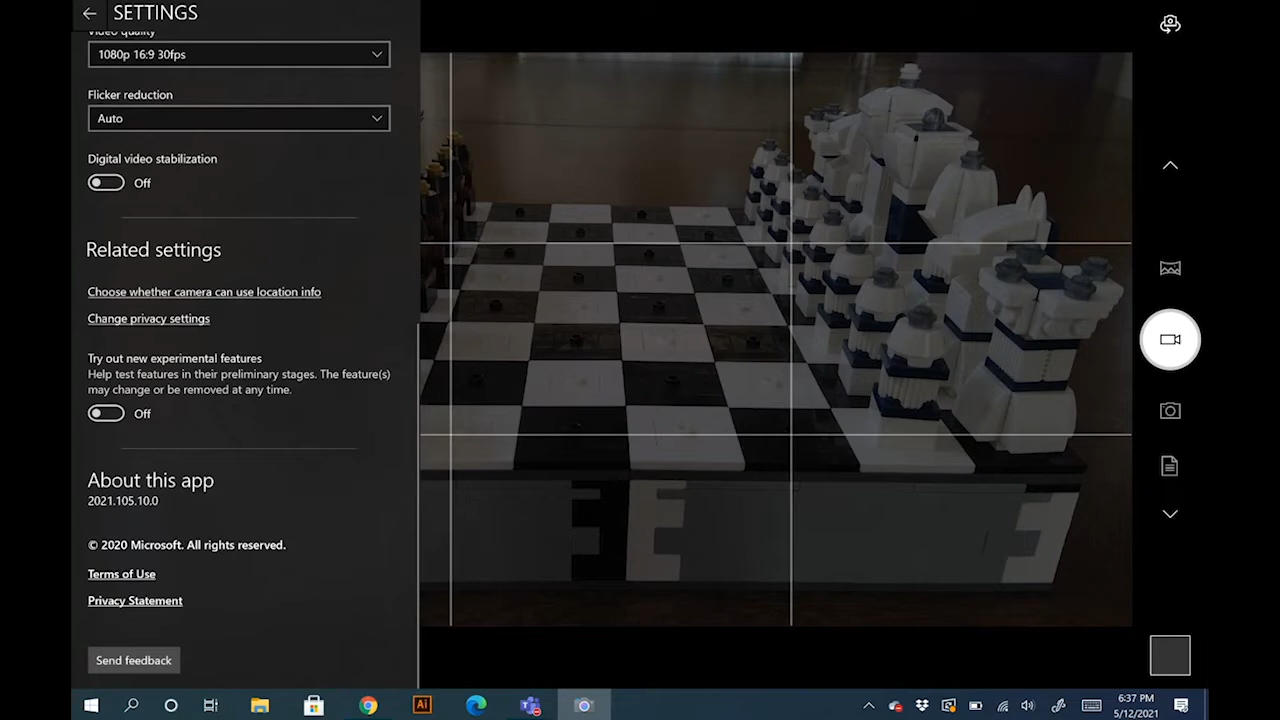 SETTINGS
Video quality
1080p 16:9 30fps
Flicker reduction
Auto
Digital video stabilization
Off
Related settings
Choose whether camera can use location info
Change privacy settings
Try out new experimental features
Help test features in their preliminary stages. The feature(s)
may change or be removed at any time.
Off
About this app
2021.105.10.0
© 2020 Microsoft. All rights reserved.
Terms of Use
Privacy Statement
Send feedback
Ai
6:37 PM
5/12/2021